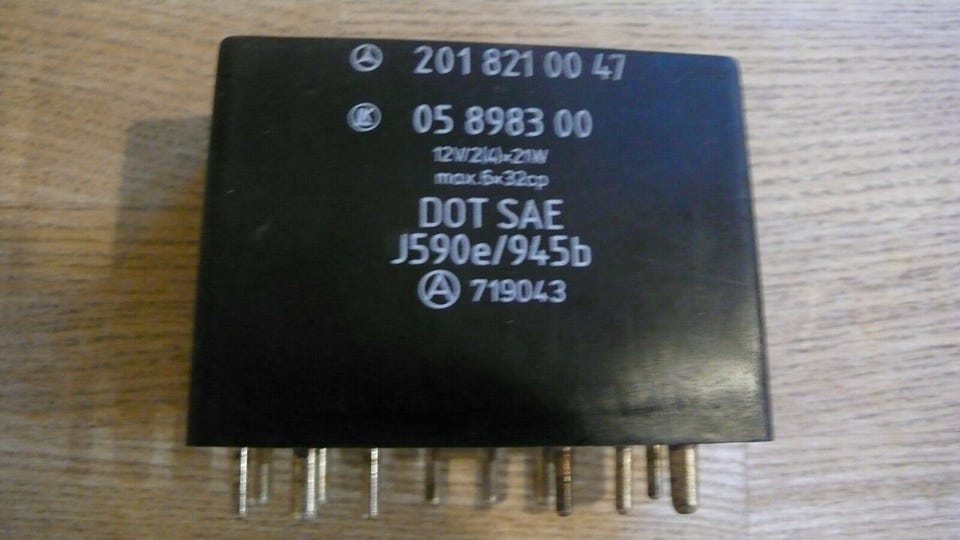 201 821 00 47
LK 05 8983 00
12V/2(4)×21W
max.6×32cp
DOT SAE
J590e/945b
A 719043